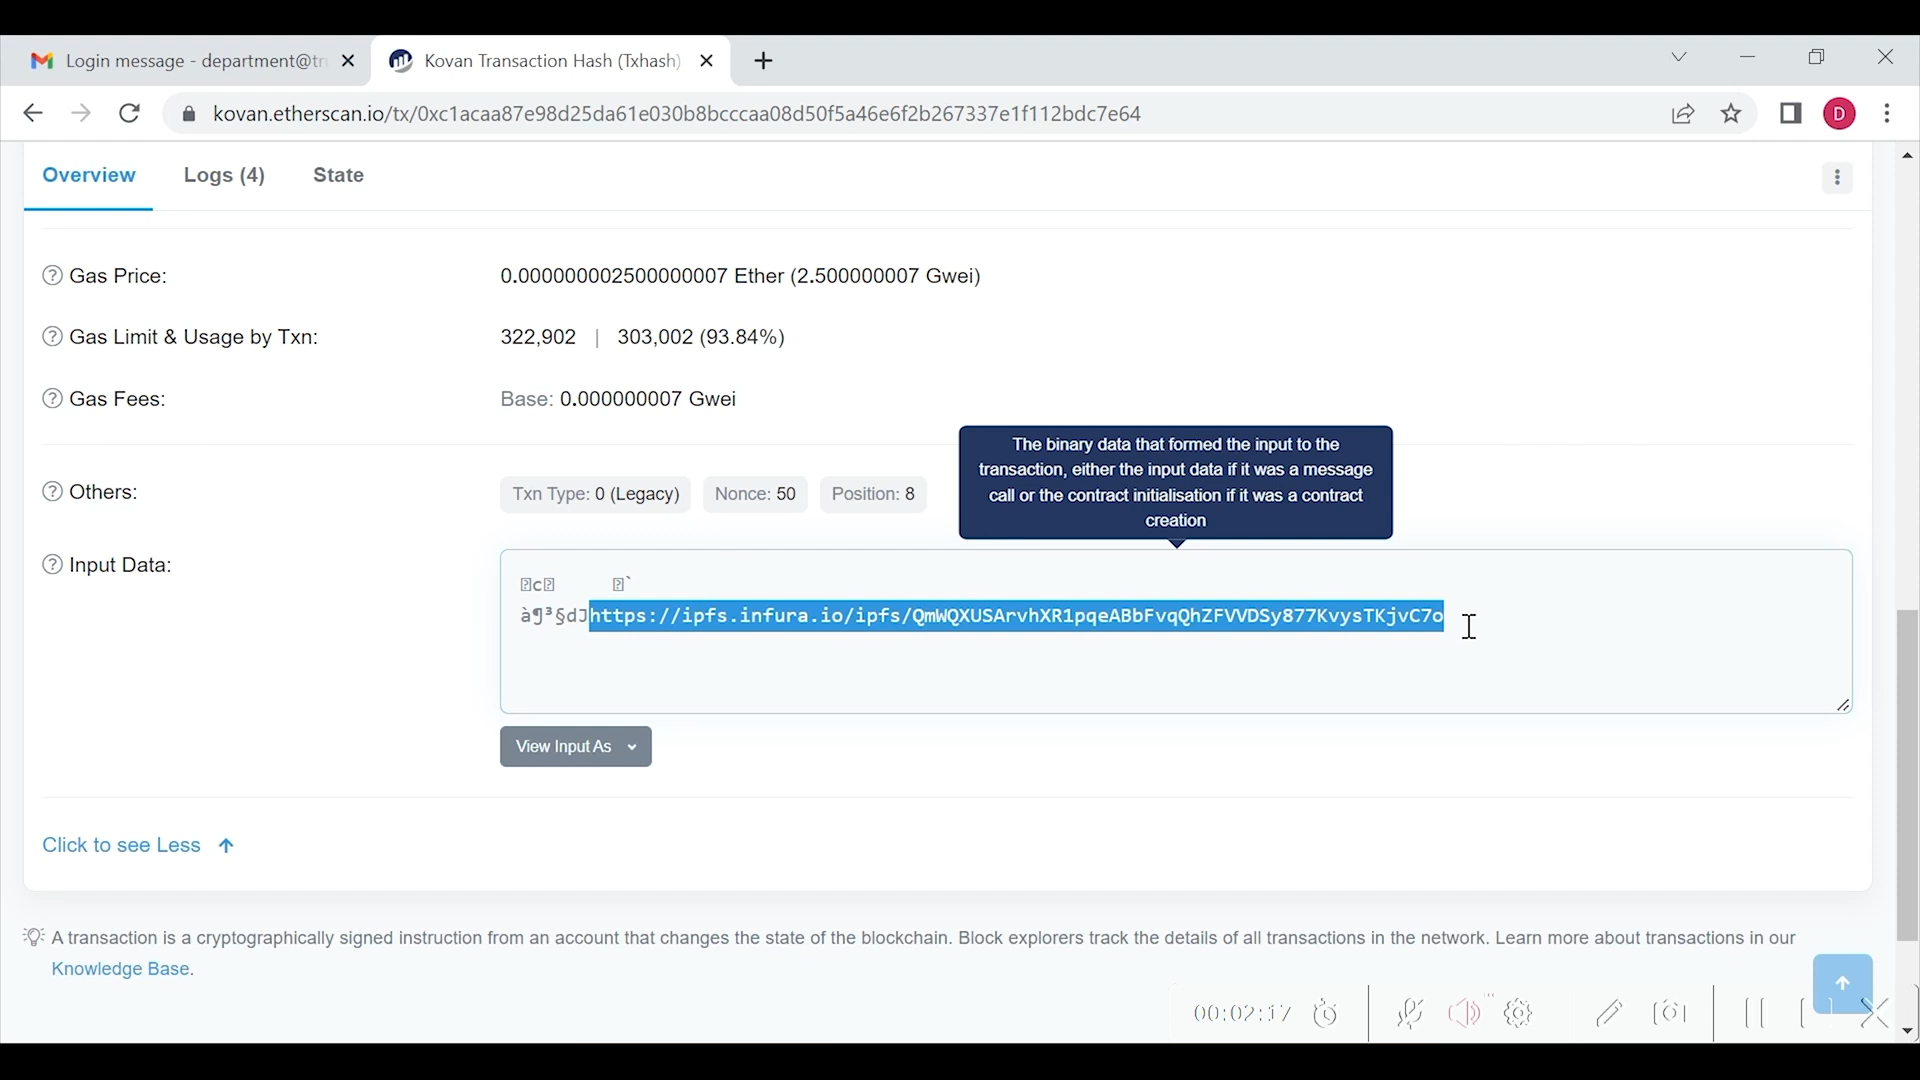 Login message - department@tr
Kovan Transaction Hash (Txhash)
kovan.etherscan.io/tx/0xc1acaa87e98d25da61e030b8bcccaa08d50f5a46e6f2b267337e1f112bdc7e64
D
Overview
Logs (4)
State
Gas Price:
0.000000002500000007 Ether (2.500000007 Gwei)
Gas Limit & Usage by Txn:
322,902 | 303,002 (93.84%)
Gas Fees:
Base: 0.000000007 Gwei
The binary data that formed the input to the
transaction, either the input data if it was a message
call or the contract initialisation if it was a contract
creation
Others:
Txn Type: 0 (Legacy)
Nonce: 50
Position: 8
Input Data:
c `
à¶³§dJhttps://ipfs.infura.io/ipfs/QmWQXUSArvhXR1pqeABbFvqQhZFVVDSy877KvysTKjvC7o
View Input As
Click to see Less
A transaction is a cryptographically signed instruction from an account that changes the state of the blockchain. Block explorers track the details of all transactions in the network. Learn more about transactions in our
Knowledge Base.
00:02:17